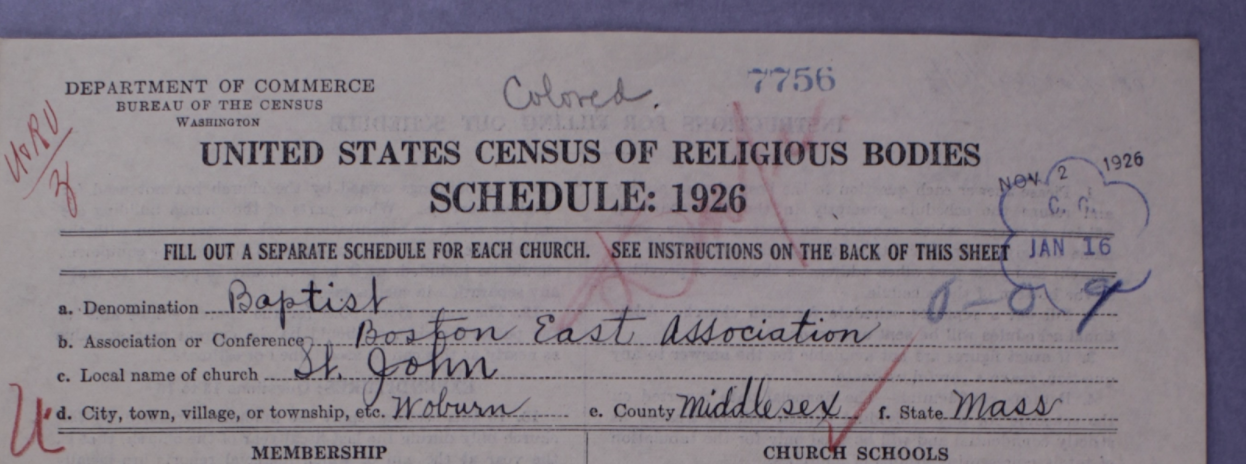 DEPARTMENT OF COMMERCE
BUREAU OF THE CENSUS
WASHINGTON
Colored.
7756
UNITED STATES CENSUS OF RELIGIOUS BODIES
SCHEDULE: 1926
NOV. 2 1926
C. C.
JAN 16
FILL OUT A SEPARATE SCHEDULE FOR EACH CHURCH. SEE INSTRUCTIONS ON THE BACK OF THIS SHEET
a. Denomination Baptist
b. Association or Conference Boston East Association
c. Local name of church St. John
U d. City, town, village, or township, etc. Woburn e. County Middlesex f. State Mass
MEMBERSHIP CHURCH SCHOOLS